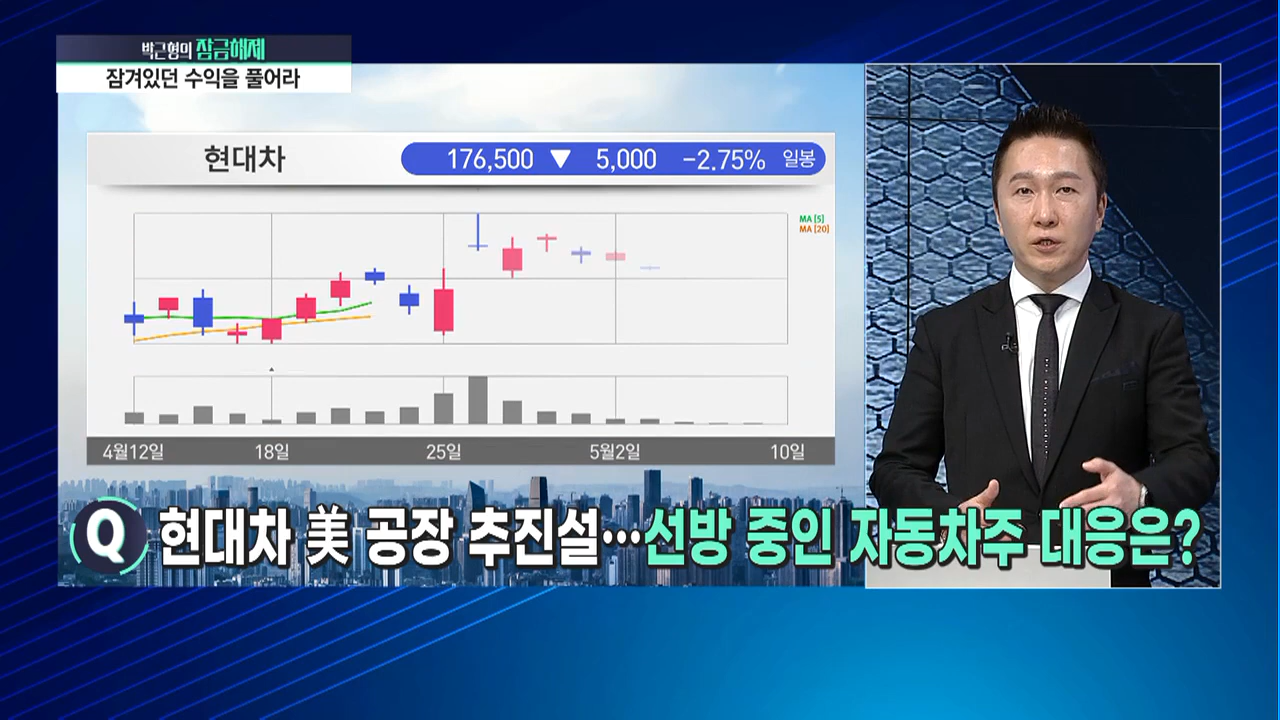 박근형의 잠금해제
잠겨있던 수익을 풀어라
현대차
176,500 ▼ 5,000 -2.75% 일봉
MA [5]
MA [20]
4월12일 18일 25일 5월2일 10일
Q 현대차 美 공장 추진설…선방 중인 자동차주 대응은?